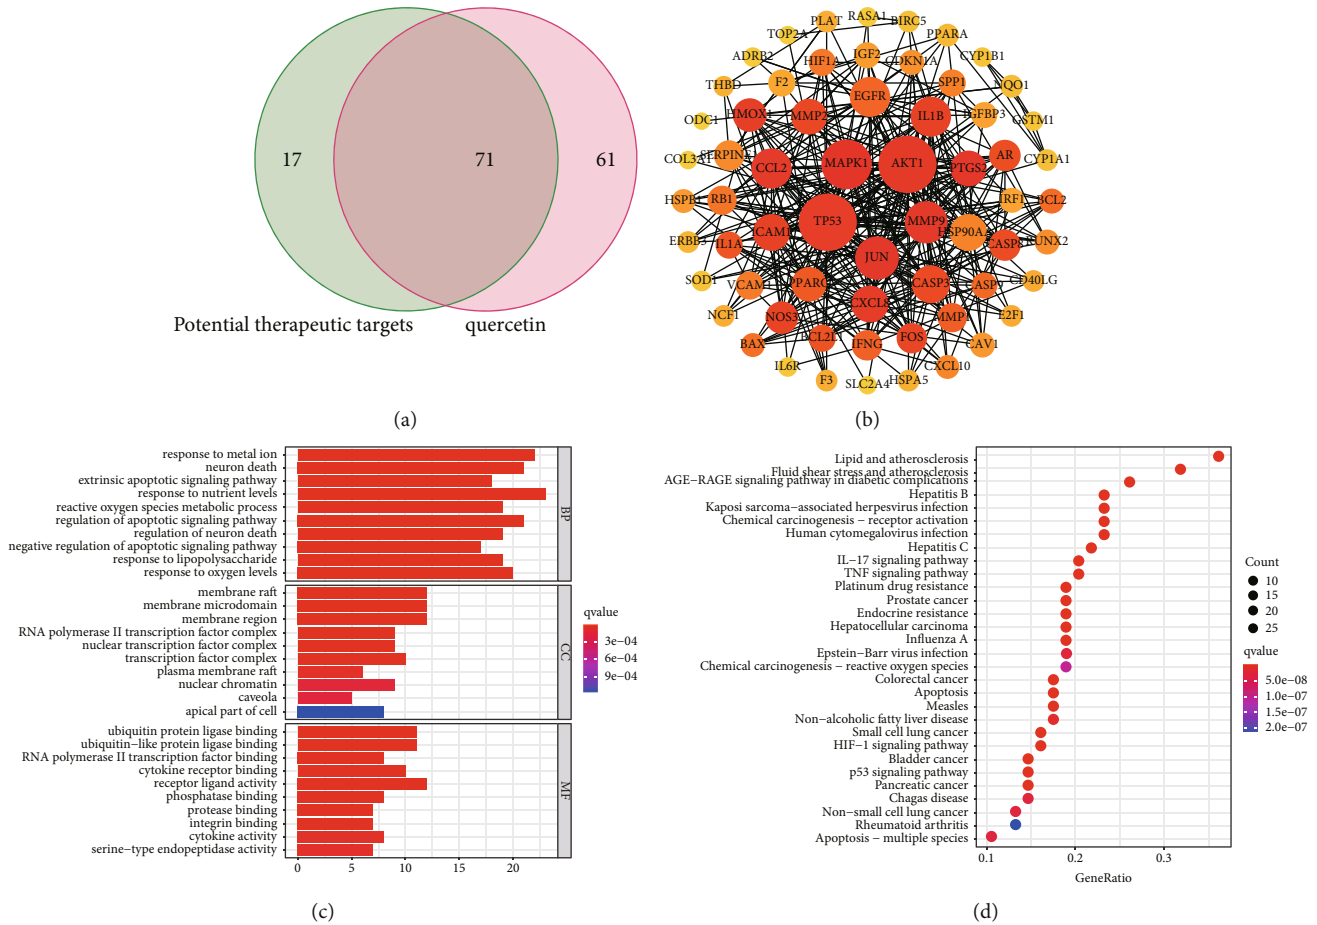 17
71
61
Potential therapeutic targets
quercetin
(a)
RASA1
PLAT
BIRC5
TOP2A
PPARA
ADRB2
HIF1A
IGF2
CDKN1A
CYP1B1
THBD
F2
EGFR
SPP1
NQO1
ODC1
HMOX1
MMP2
IL1B
IGFBP3
GSTM1
COL3A1
SERPINE1
CCL2
MAPK1
AKT1
PTGS2
AR
CYP1A1
HSPB1
RB1
TP53
MMP9
IRF1
BCL2
ERBB3
IL1A
ICAM1
JUN
HSP90AA
CASP8
RUNX2
SOD1
VCAM1
PPARG
CXCL8
CASP3
CASP9
CD40LG
NCF1
NOS3
MMP1
E2F1
BAX
BCL2L1
IFNG
FOS
CAV1
IL6R
F3
SLC2A4
HSPA5
CXCL10
(b)
response to metal ion
neuron death
extrinsic apoptotic signaling pathway
response to nutrient levels
reactive oxygen species metabolic process
regulation of apoptotic signaling pathway
regulation of neuron death
negative regulation of apoptotic signaling pathway
response to lipopolysaccharide
response to oxygen levels
BP
membrane raft
membrane microdomain
membrane region
RNA polymerase II transcription factor complex
nuclear transcription factor complex
transcription factor complex
plasma membrane raft
nuclear chromatin
caveola
apical part of cell
CC
ubiquitin protein ligase binding
ubiquitin−like protein ligase binding
RNA polymerase II transcription factor binding
cytokine receptor binding
receptor ligand activity
phosphatase binding
protease binding
integrin binding
cytokine activity
serine−type endopeptidase activity
MF
0 5 10 15 20
qvalue
3e−04
6e−04
9e−04
(c)
Lipid and atherosclerosis
Fluid shear stress and atherosclerosis
AGE−RAGE signaling pathway in diabetic complications
Hepatitis B
Kaposi sarcoma−associated herpesvirus infection
Chemical carcinogenesis − receptor activation
Human cytomegalovirus infection
Hepatitis C
IL−17 signaling pathway
TNF signaling pathway
Platinum drug resistance
Prostate cancer
Endocrine resistance
Hepatocellular carcinoma
Influenza A
Epstein−Barr virus infection
Chemical carcinogenesis − reactive oxygen species
Colorectal cancer
Apoptosis
Measles
Non−alcoholic fatty liver disease
Small cell lung cancer
HIF−1 signaling pathway
Bladder cancer
p53 signaling pathway
Pancreatic cancer
Chagas disease
Non−small cell lung cancer
Rheumatoid arthritis
Apoptosis − multiple species
0.1 0.2 0.3
GeneRatio
Count
10
15
20
25
qvalue
5.0e−08
1.0e−07
1.5e−07
2.0e−07
(d)